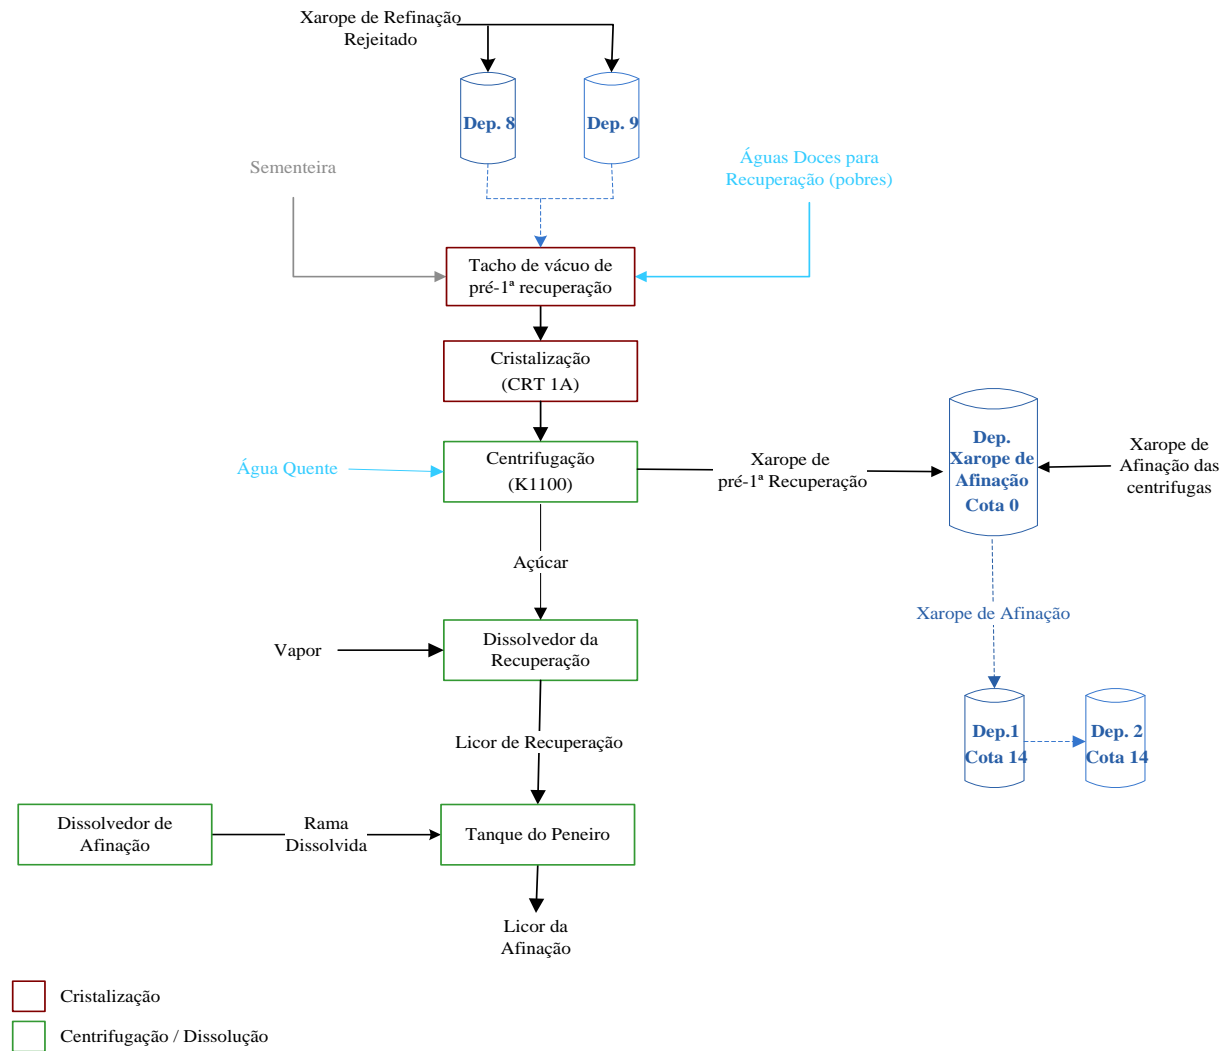 Xarope de Refinação
Rejeitado
Dep. 8
Dep. 9
Sementeira
Águas Doces para
Recuperação (pobres)
Tacho de vácuo de
pré-1ª recuperação
Cristalização
(CRT 1A)
Água Quente
Centrifugação
(K1100)
Xarope de
pré-1ª Recuperação
Dep.
Xarope de
Afinação
Cota 0
Xarope de
Afinação das
centrifugas
Açúcar
Xarope de Afinação
Vapor
Dissolvedor da
Recuperação
Dep.1
Cota 14
Dep. 2
Cota 14
Licor de Recuperação
Dissolvedor de
Afinação
Rama
Dissolvida
Tanque do Peneiro
Licor da
Afinação
Cristalização
Centrifugação / Dissolução